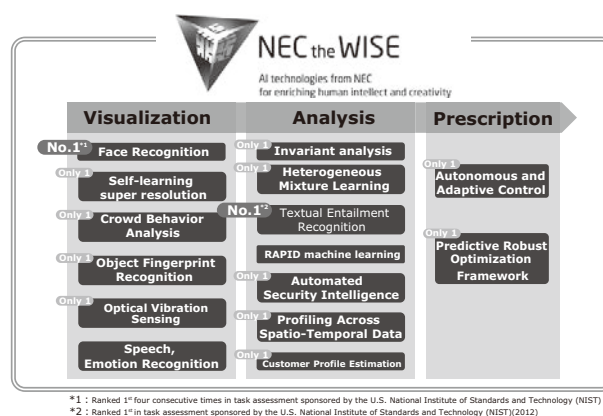 NEC the WISE
AI technologies from NEC
for enriching human intellect and creativity
Visualization
Analysis
Prescription
No.1*1
Face Recognition
Only 1
Self-learning
super resolution
Only 1
Crowd Behavior
Analysis
Only 1
Object Fingerprint
Recognition
Only 1
Optical Vibration
Sensing
Speech,
Emotion Recognition
Only 1
Invariant analysis
Only 1
Heterogeneous
Mixture Learning
No.1*2
Textual Entailment
Recognition
RAPID machine learning
Only 1
Automated
Security Intelligence
Only 1
Profiling Across
Spatio-Temporal Data
Only 1
Customer Profile Estimation
Only 1
Autonomous and
Adaptive Control
Only 1
Predictive Robust
Optimization
Framework
*1 : Ranked 1st four consecutive times in task assessment sponsored by the U.S. National Institute of Standards and Technology (NIST)
*2 : Ranked 1st in task assessment sponsored by the U.S. National Institute of Standards and Technology (NIST)(2012)